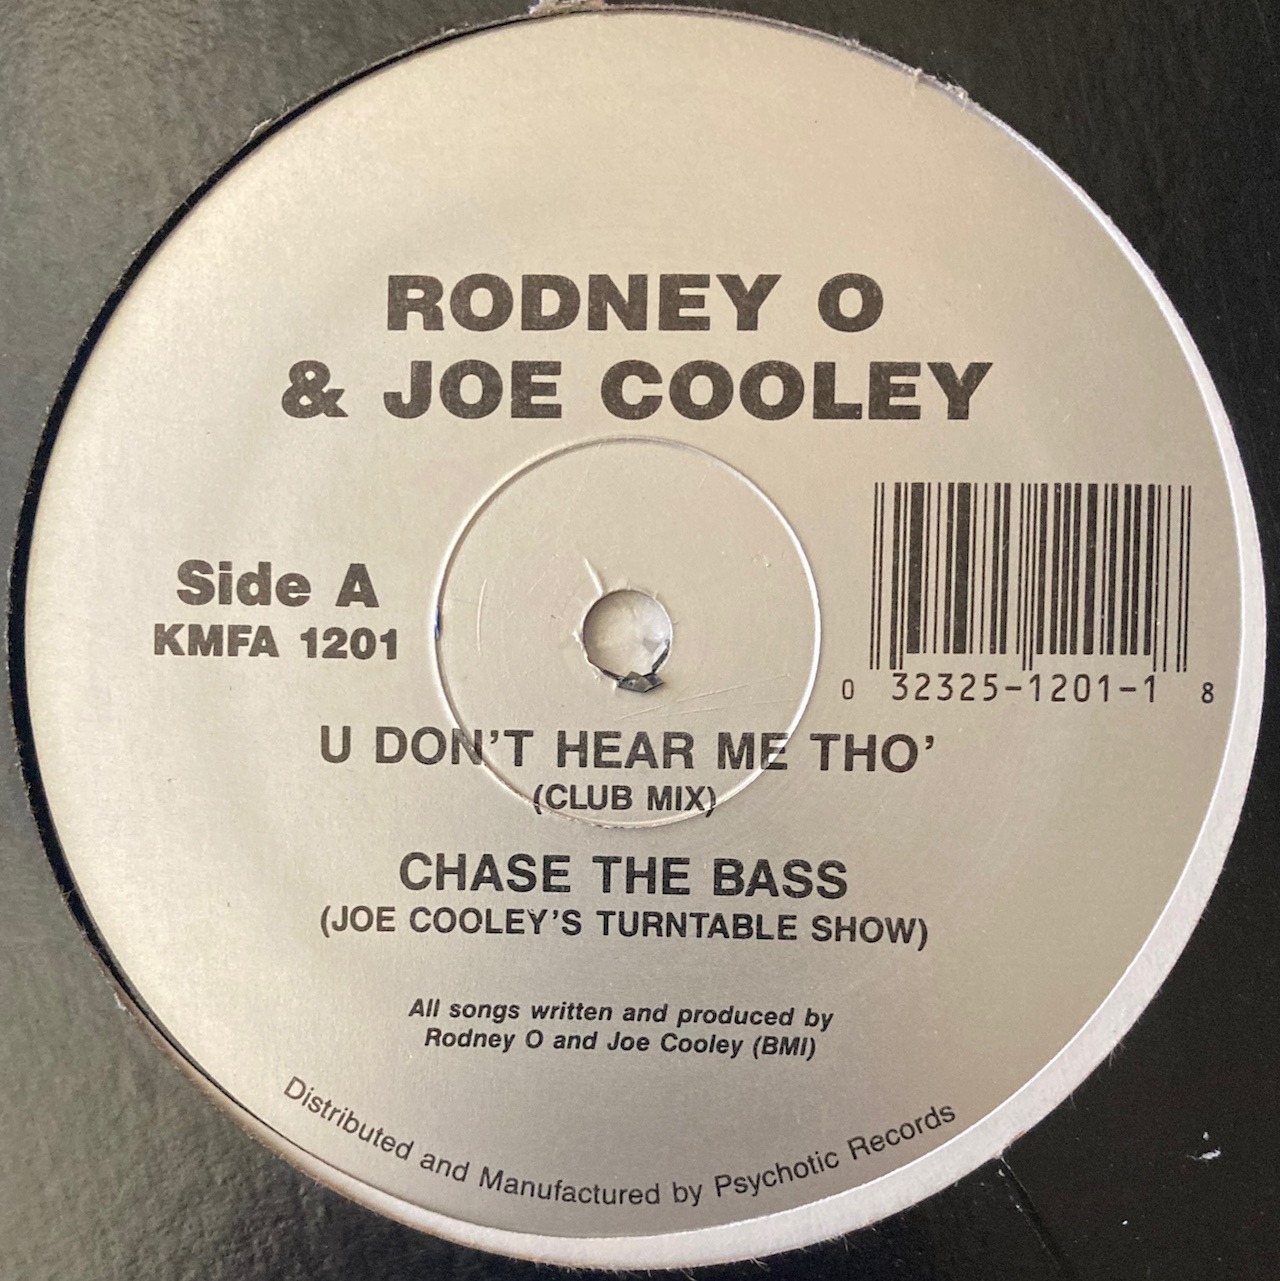 RODNEY O
& JOE COOLEY
Side A
KMFA 1201
0 32325-1201-1 8
U DON'T HEAR ME THO'
(CLUB MIX)
CHASE THE BASS
(JOE COOLEY'S TURNTABLE SHOW)
All songs written and produced by
Rodney O and Joe Cooley (BMI)
Distributed and Manufactured by Psychotic Records